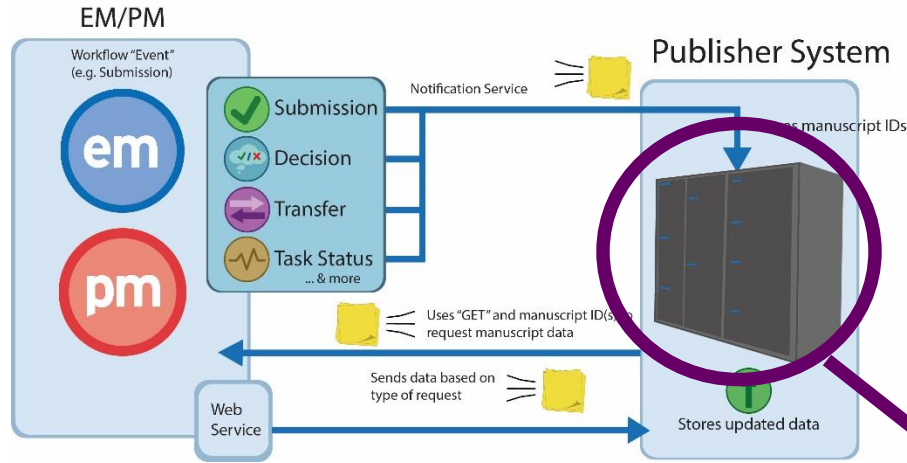 EM/PM
Workflow "Event"
(e.g. Submission)
em
pm
Submission
Decision
Transfer
Task Status
... & more
Notification Service
Publisher System
manuscript IDs
Uses "GET" and manuscript ID(s)
request manuscript data
Sends data based on
type of request
Web
Service
Stores updated data